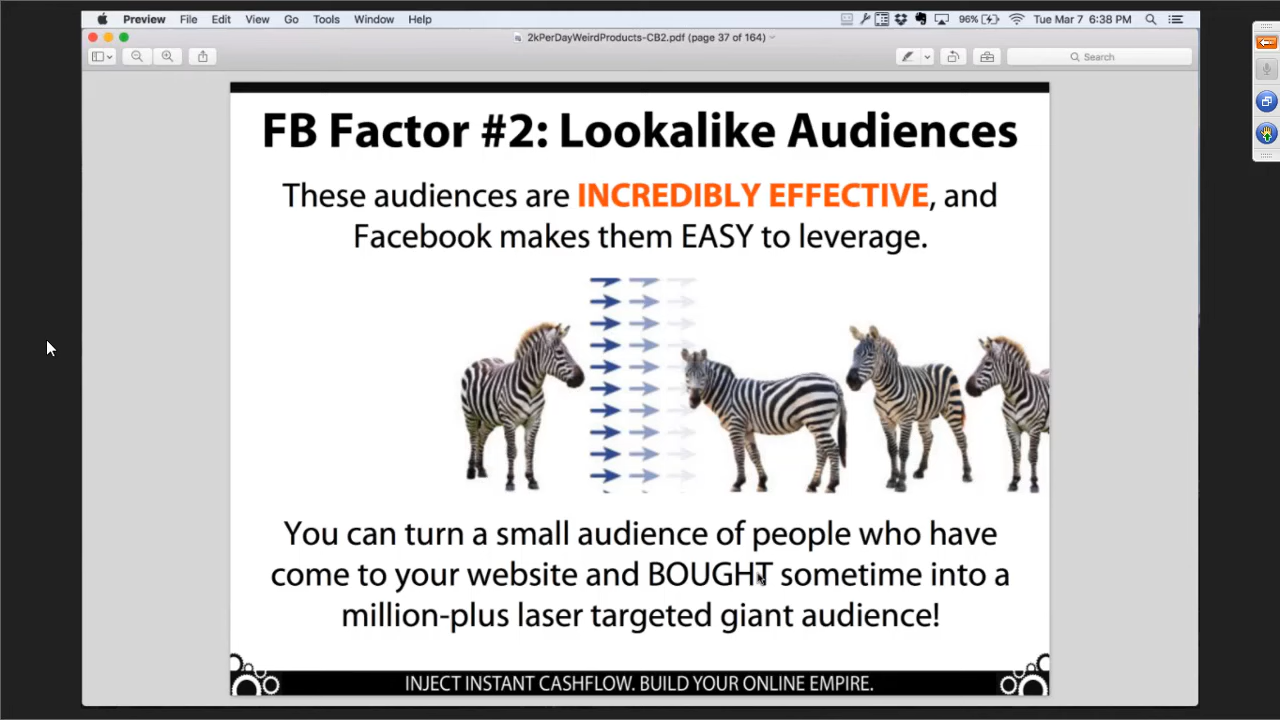 Preview File Edit View Go Tools Window Help 96% Tue Mar 7 6:38 PM
2kPerDayWeirdProducts-CB2.pdf (page 37 of 164)
Search
FB Factor #2: Lookalike Audiences
These audiences are INCREDIBLY EFFECTIVE, and
Facebook makes them EASY to leverage.
You can turn a small audience of people who have
come to your website and BOUGHT sometime into a
million-plus laser targeted giant audience!
INJECT INSTANT CASHFLOW. BUILD YOUR ONLINE EMPIRE.